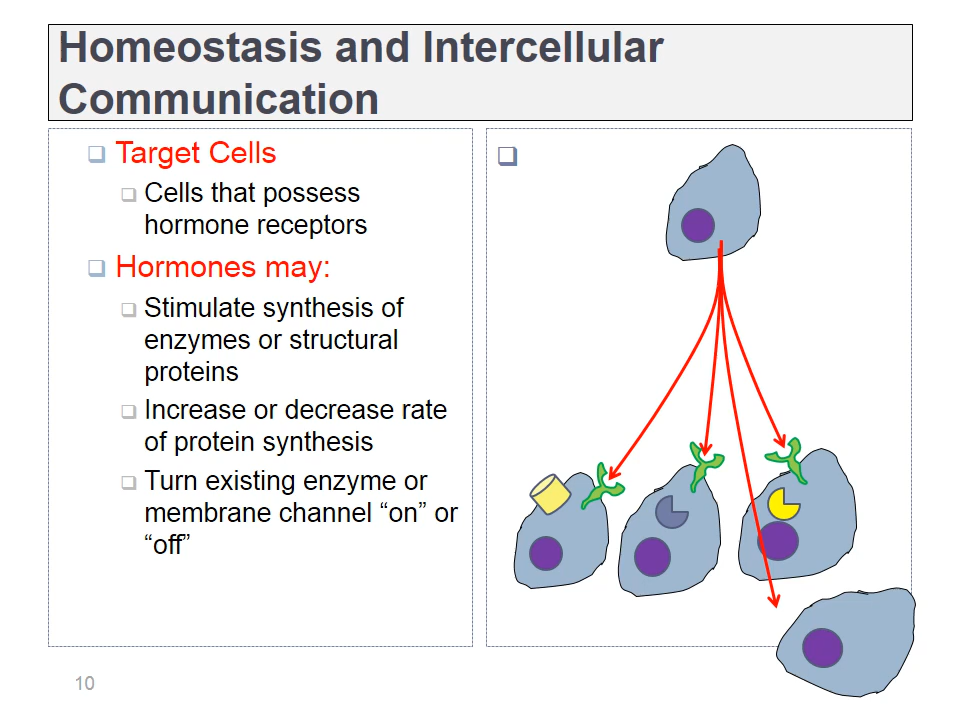 Homeostasis and Intercellular
Communication
Target Cells
Cells that possess
hormone receptors
Hormones may:
Stimulate synthesis of
enzymes or structural
proteins
Increase or decrease rate
of protein synthesis
Turn existing enzyme or
membrane channel “on” or
“off”
10